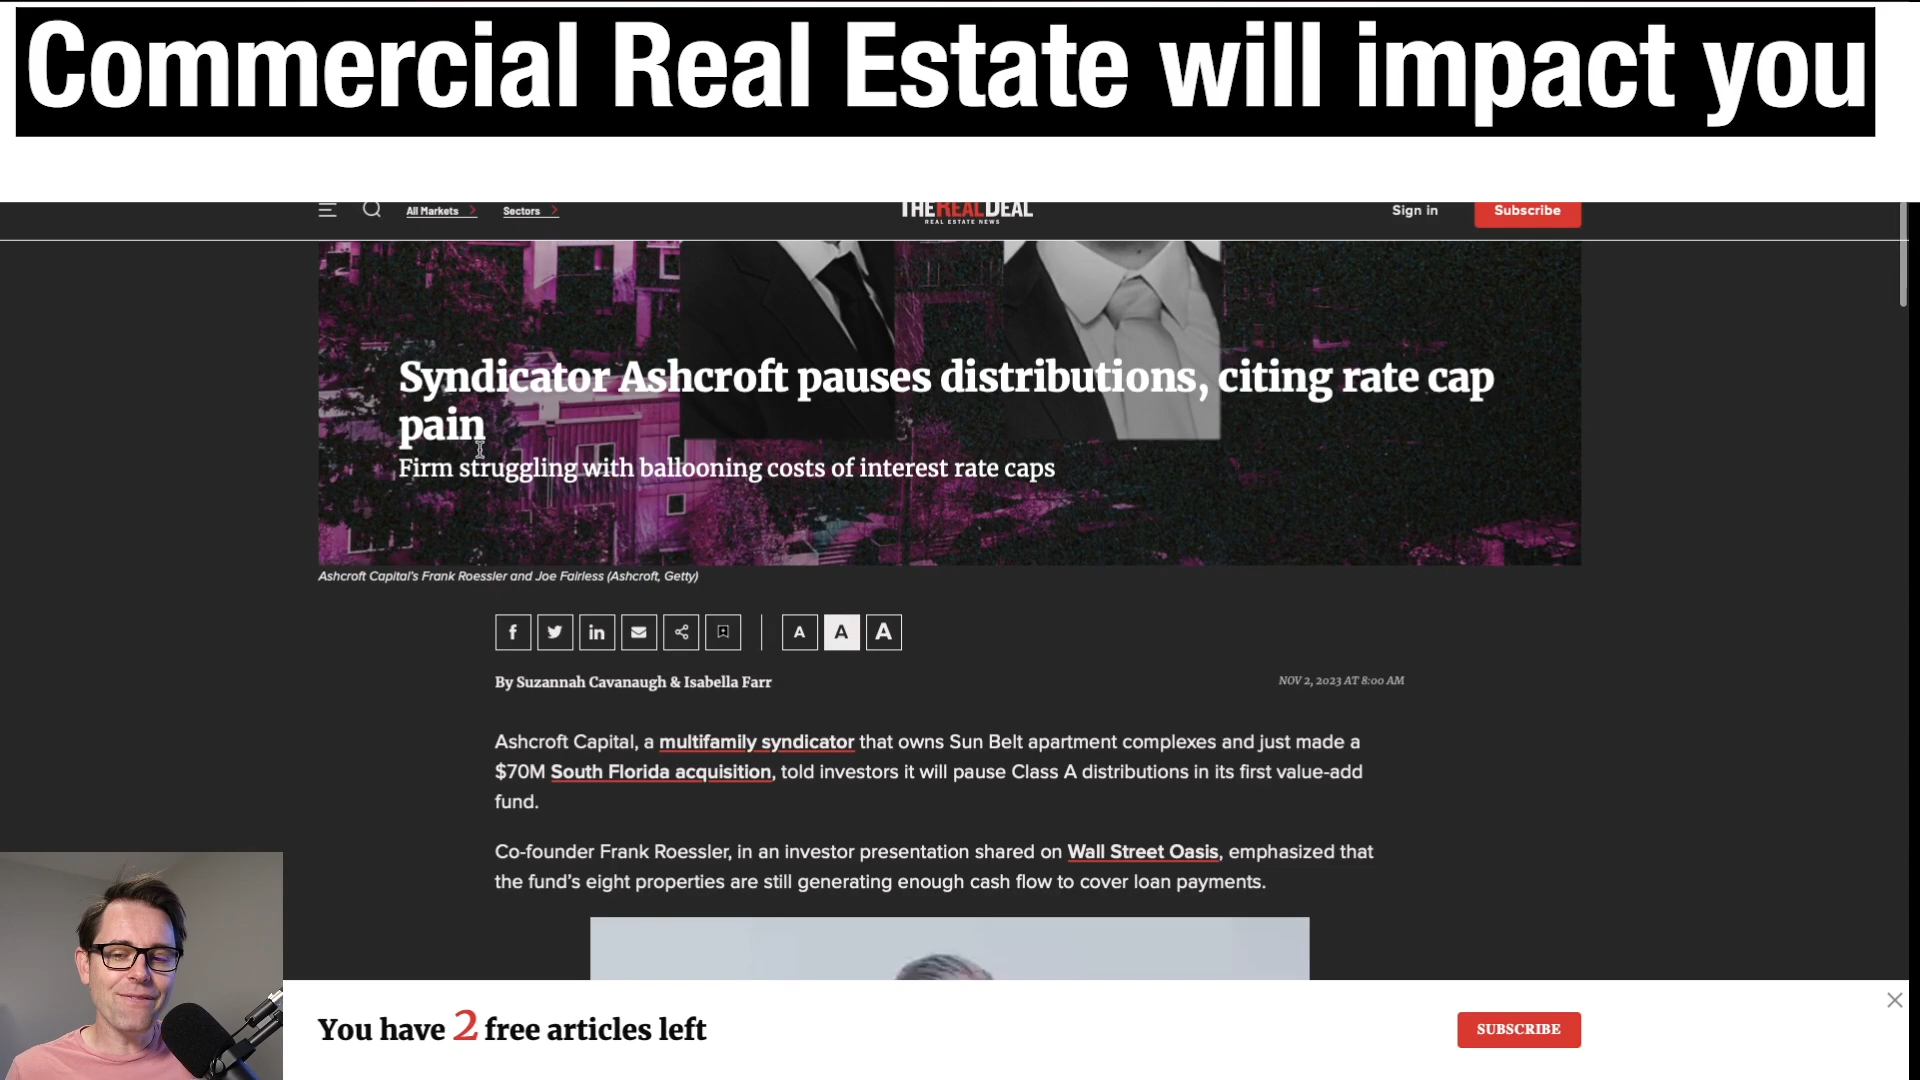 Commercial Real Estate will impact you
All Markets
Sectors
THE REAL DEAL
REAL ESTATE NEWS
Sign in
Subscribe
Syndicator Ashcroft pauses distributions, citing rate cap
pain
Firm struggling with ballooning costs of interest rate caps
Ashcroft Capital's Frank Roessler and Joe Fairless (Ashcroft, Getty)
A A A
By Suzannah Cavanaugh & Isabella Farr
NOV 2, 2023 AT 8:00 AM
Ashcroft Capital, a multifamily syndicator that owns Sun Belt apartment complexes and just made a
$70M South Florida acquisition, told investors it will pause Class A distributions in its first value-add
fund.
Co-founder Frank Roessler, in an investor presentation shared on Wall Street Oasis, emphasized that
the fund's eight properties are still generating enough cash flow to cover loan payments.
You have 2 free articles left
SUBSCRIBE